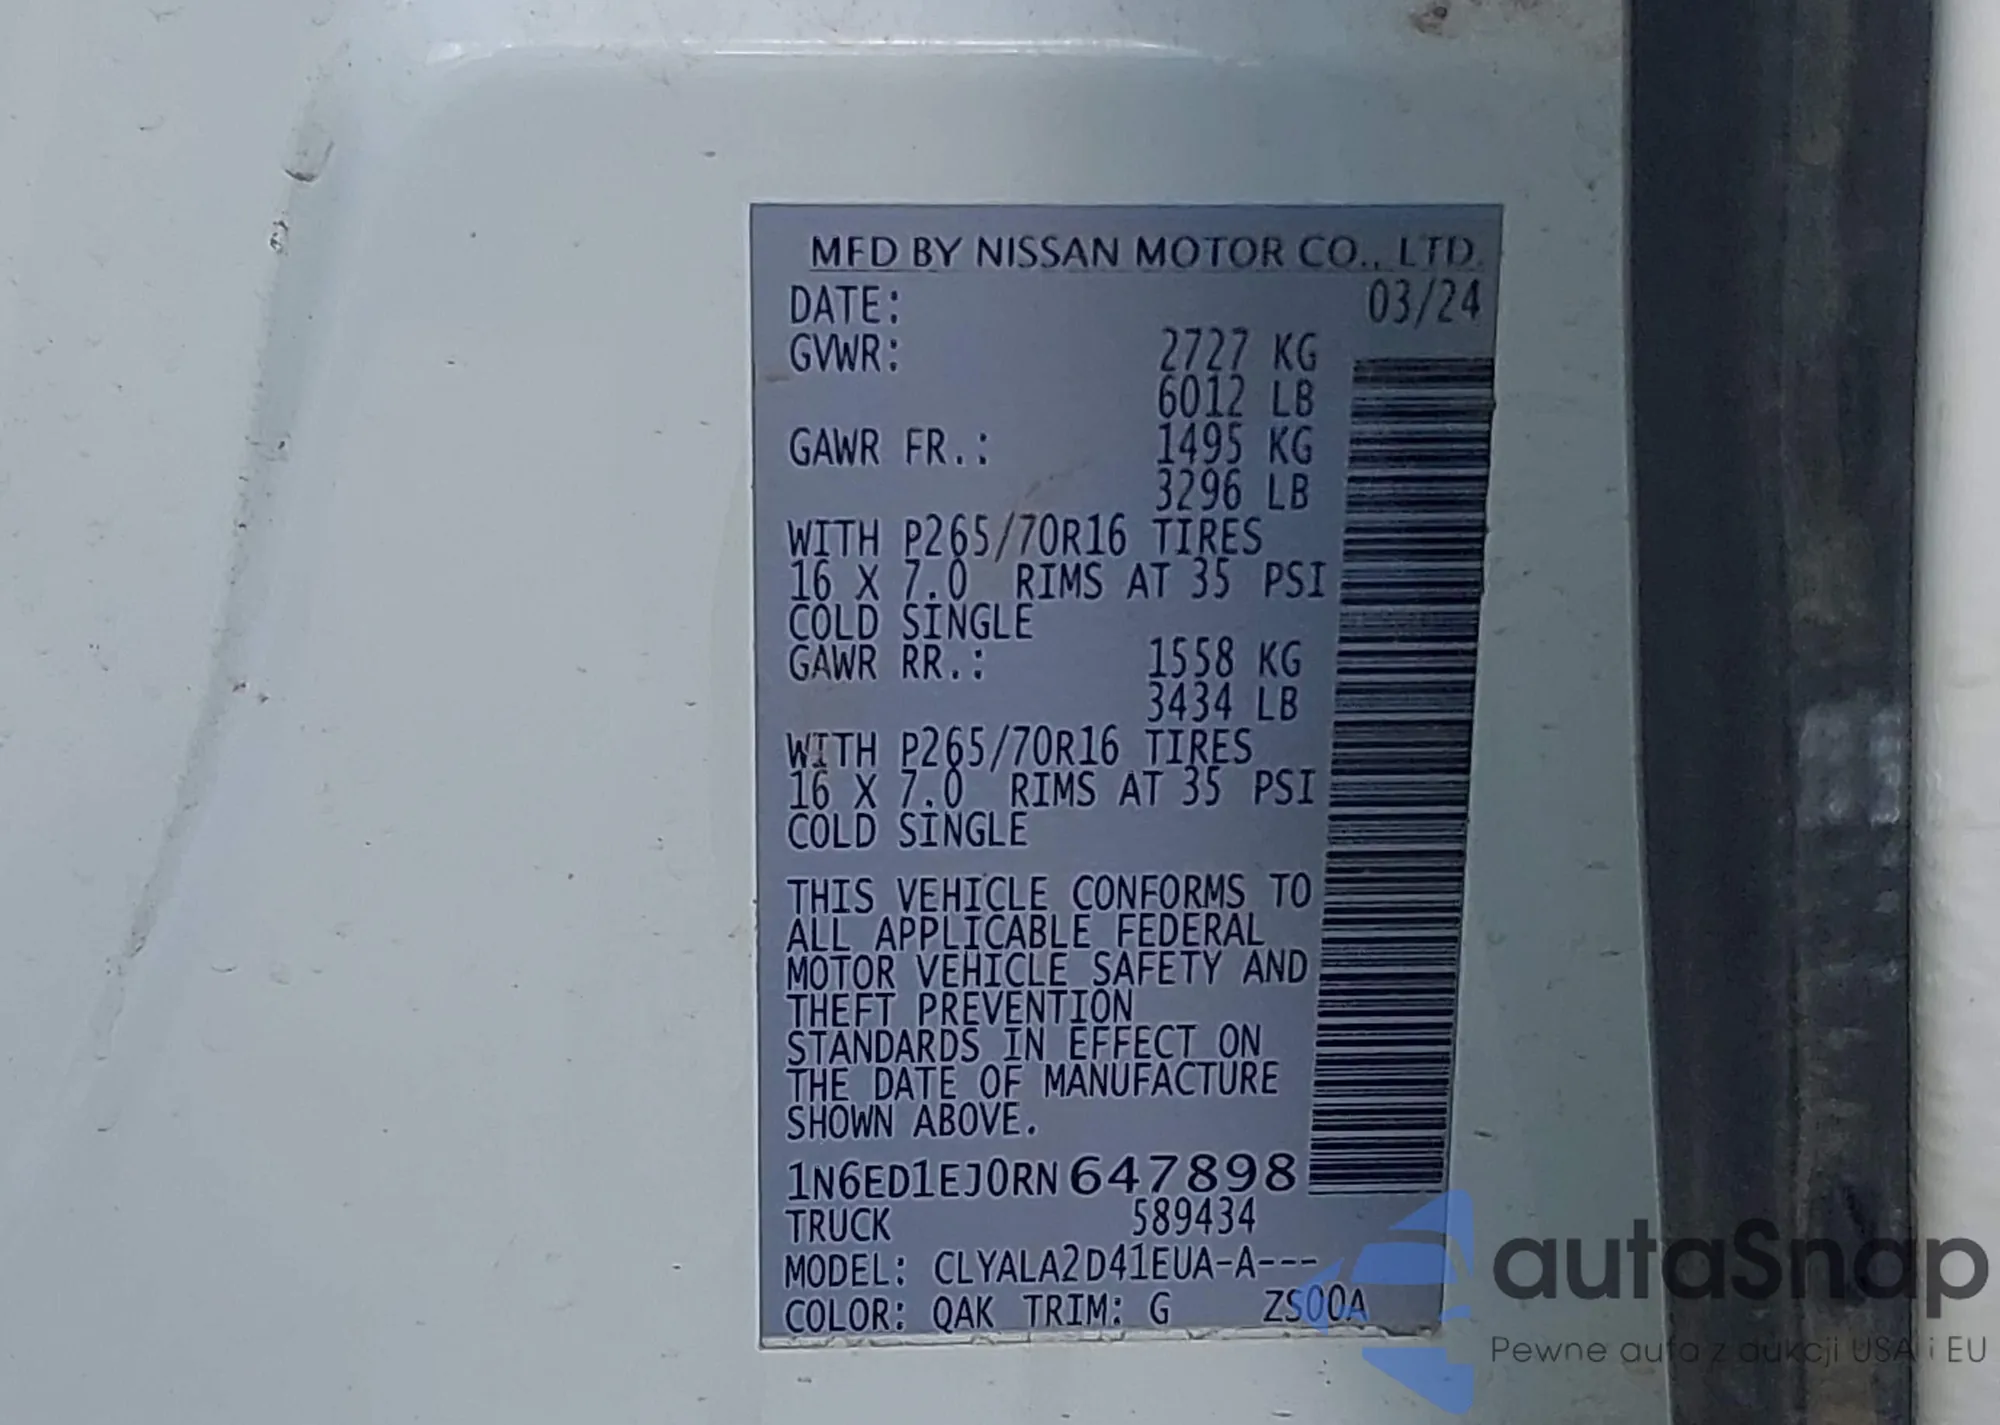 MFD BY NISSAN MOTOR CO., LTD.
DATE: 03/24
GVWR: 2727 KG
6012 LB
GAWR FR.: 1495 KG
3296 LB
WITH P265/70R16 TIRES
16 X 7.0 RIMS AT 35 PSI
COLD SINGLE
GAWR RR.: 1558 KG
3434 LB
WITH P265/70R16 TIRES
16 X 7.0 RIMS AT 35 PSI
COLD SINGLE
THIS VEHICLE CONFORMS TO
ALL APPLICABLE FEDERAL
MOTOR VEHICLE SAFETY AND
THEFT PREVENTION
STANDARDS IN EFFECT ON
THE DATE OF MANUFACTURE
SHOWN ABOVE.
1N6ED1EJ0RN647898
TRUCK 589434
MODEL: CLYALA2D41EUA-A---
COLOR: QAK TRIM: G ZS00A
autaSnap
Pewne auta z aukcji USA i EU